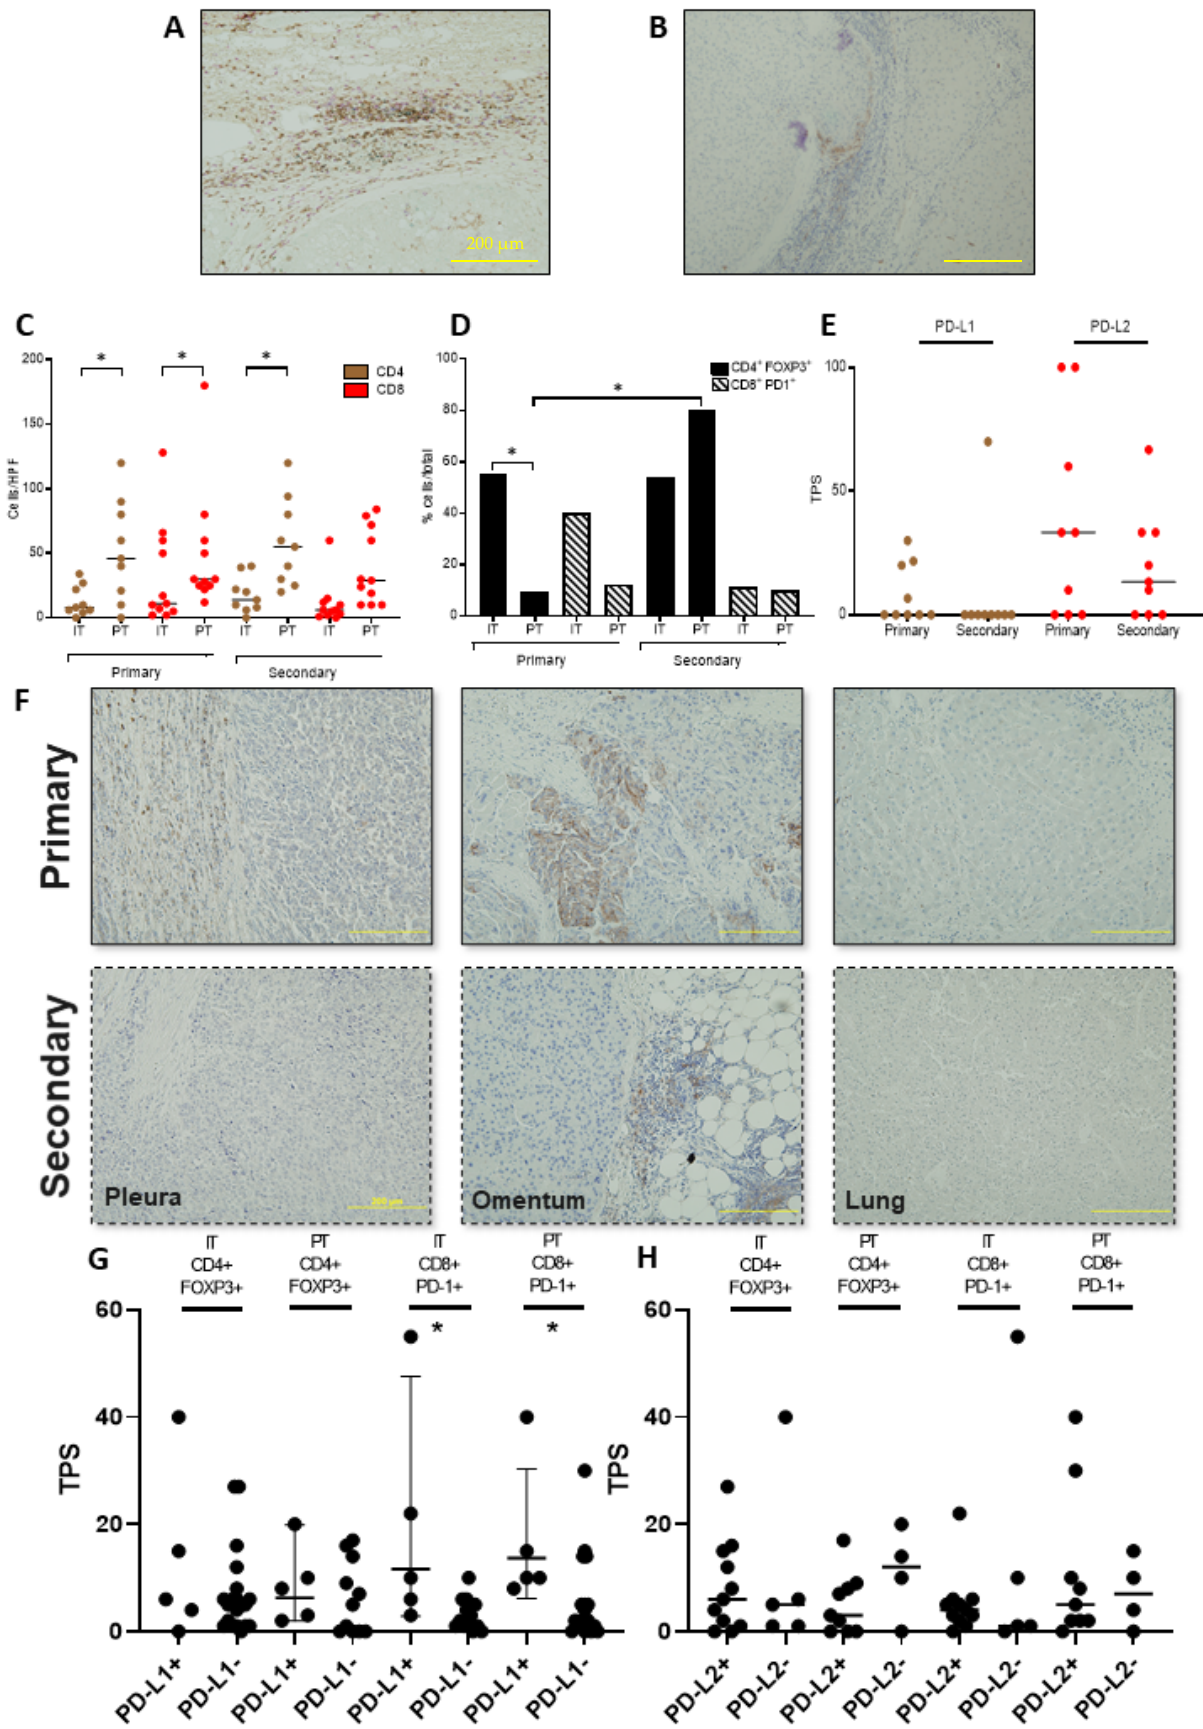 A
B
200 µm
C
D
E
PD-L1
PD-L2
200
150
100
50
0
Cells/HPF
*
*
*
CD4
CD8
IT
PT
IT
PT
IT
PT
IT
PT
Primary
Secondary
100
80
60
40
20
0
% cells/total
*
*
CD4⁺ FOXP3⁺
CD8⁺ PD1⁺
IT
PT
IT
PT
IT
PT
IT
PT
Primary
Secondary
100
50
0
TPS
Primary
Secondary
Primary
Secondary
F
Primary
Secondary
Pleura
200 µm
Omentum
Lung
G
IT
CD4+
FOXP3+
PT
CD4+
FOXP3+
IT
CD8+
PD-1+
PT
CD8+
PD-1+
*
*
60
40
20
0
TPS
PD-L1+
PD-L1-
PD-L1+
PD-L1-
PD-L1+
PD-L1-
PD-L1+
PD-L1-
H
IT
CD4+
FOXP3+
PT
CD4+
FOXP3+
IT
CD8+
PD-1+
PT
CD8+
PD-1+
60
40
20
0
TPS
PD-L2+
PD-L2-
PD-L2+
PD-L2-
PD-L2+
PD-L2-
PD-L2+
PD-L2-